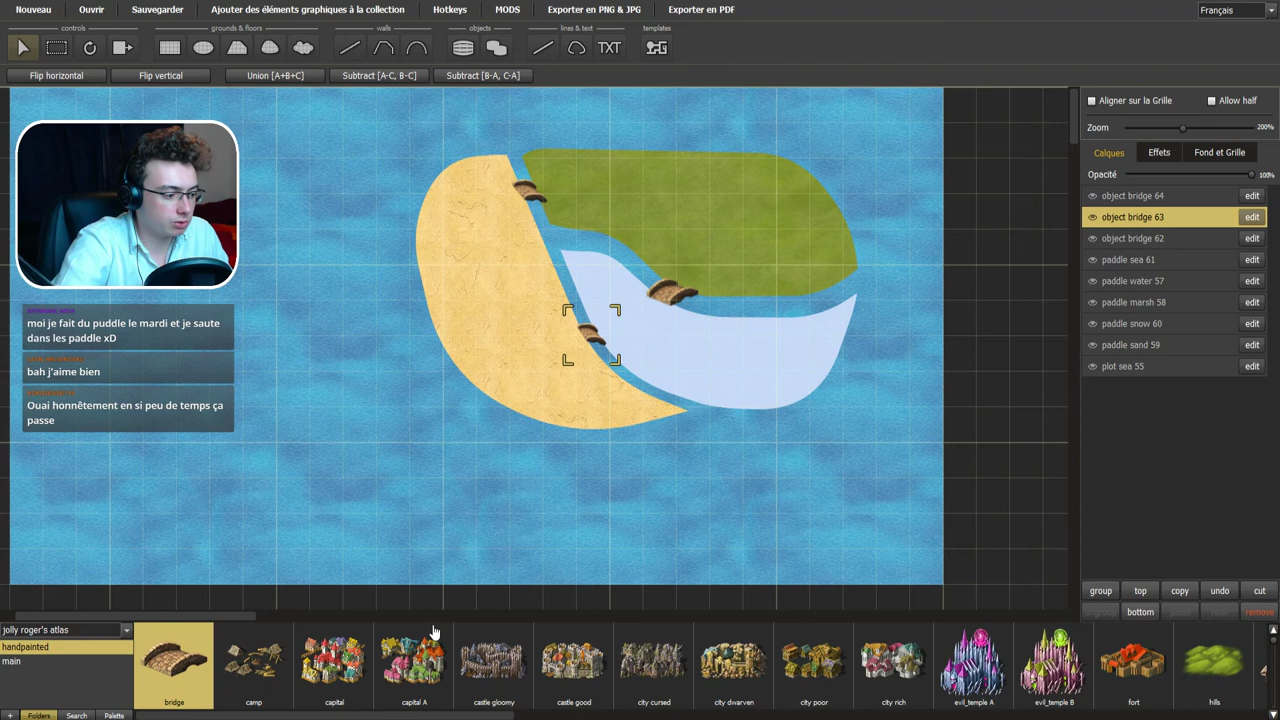 Nouveau Ouvrir Sauvegarder Ajouter des éléments graphiques à la collection Hotkeys MODS Exporter en PNG & JPG Exporter en PDF Français
controls grounds & floors walls objects lines & text templates
TXT
Flip horizontal Flip vertical Union [A+B+C] Subtract [A-C, B-C] Subtract [B-A, C-A]
Aligner sur la Grille Allow half
Zoom 200%
Calques Effets Fond et Grille
Opacité 100%
object bridge 64 edit
object bridge 63 edit
object bridge 62 edit
paddle sea 61 edit
paddle water 57 edit
paddle marsh 58 edit
paddle snow 60 edit
paddle sand 59 edit
plot sea 55 edit
moi je fait du puddle le mardi et je saute
dans les paddle xD
bah j'aime bien
Ouai honnêtement en si peu de temps ça
passe
group top copy undo cut
bottom remove
jolly roger's atlas
handpainted
main
bridge camp capital capital A castle gloomy castle good city cursed city dwarven city poor city rich evil_temple A evil_temple B fort hills
+ Folders Search Palette